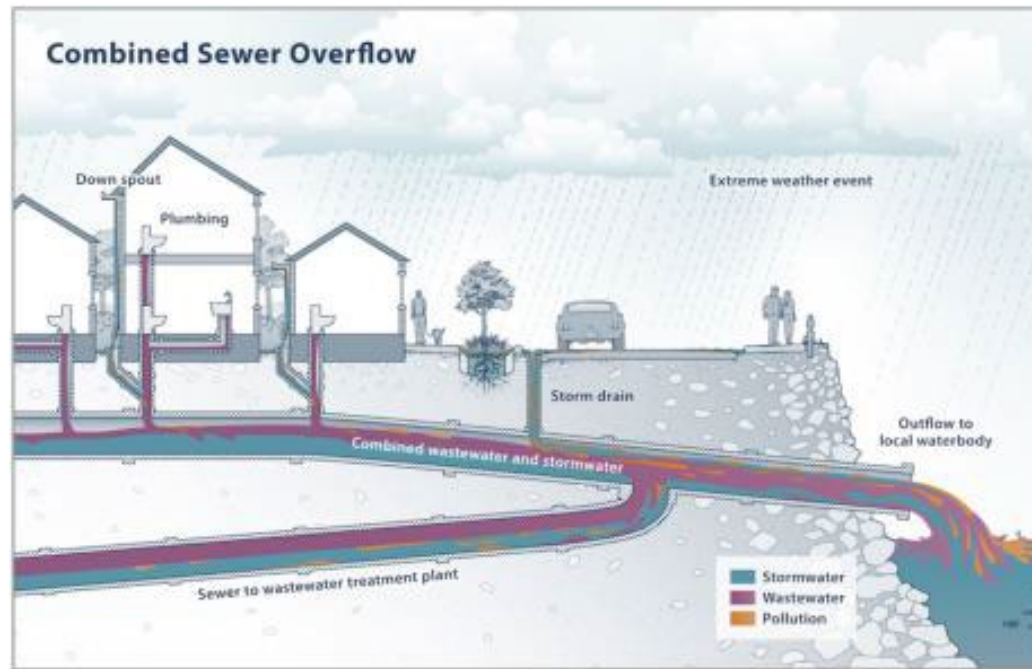 Combined Sewer Overflow
Down spout
Extreme weather event
Plumbing
Storm drain
Outflow to
local waterbody
Combined wastewater and stormwater
Sewer to wastewater treatment plant
Stormwater
Wastewater
Pollution